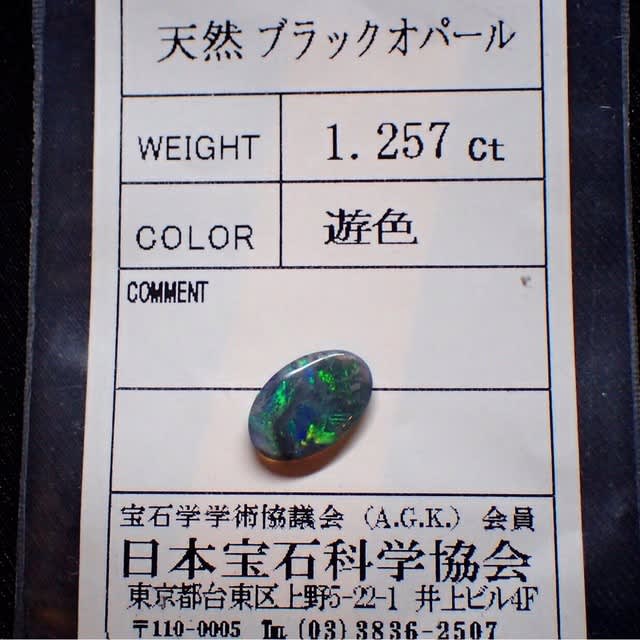 天然 ブラックオパール
WEIGHT 1.257 ct
COLOR 遊色
COMMENT
宝石学学術協議会 (A.G.K.) 会員
日本宝石科学協会
東京都台東区上野5-22-1 井上ビル4F
〒110-0005 ℡ (03) 3836-2507